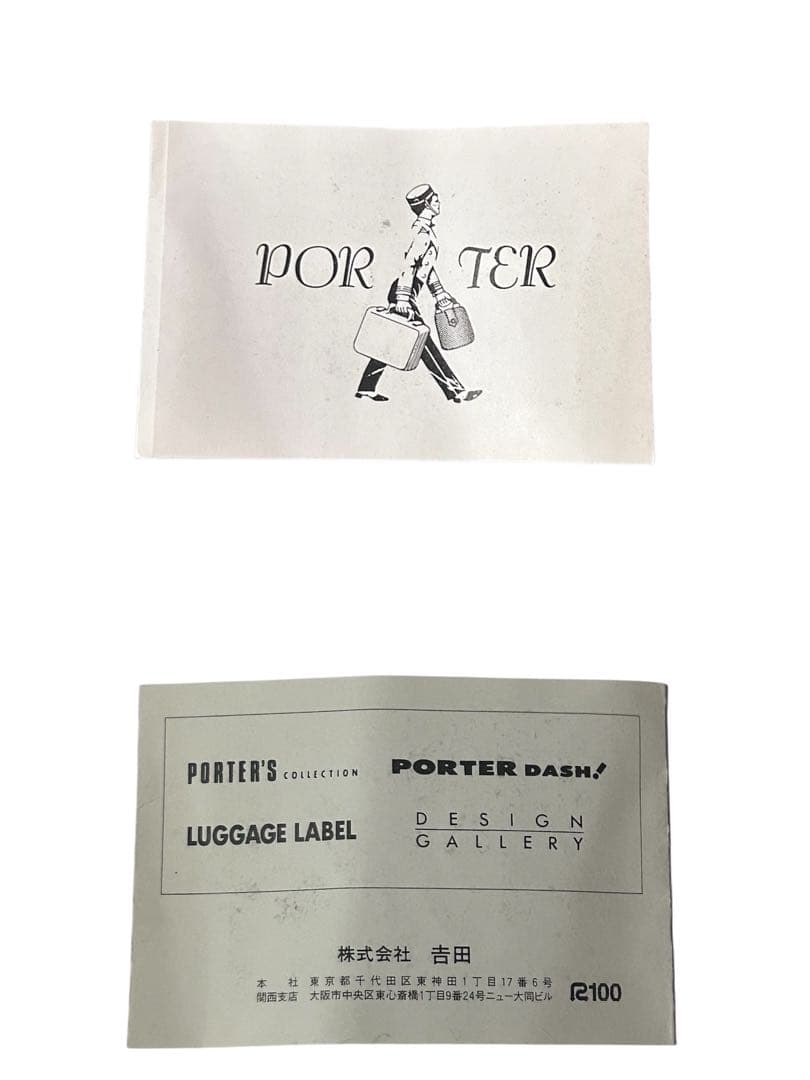 PORTER
PORTER'S COLLECTION
PORTER DASH!
LUGGAGE LABEL
DESIGN
GALLERY
株式会社 𠮷田
本 社 東京都千代田区東神田1丁目17番6号
関西支店 大阪市中央区東心斎橋1丁目9番24号ニュー大同ビル
R100